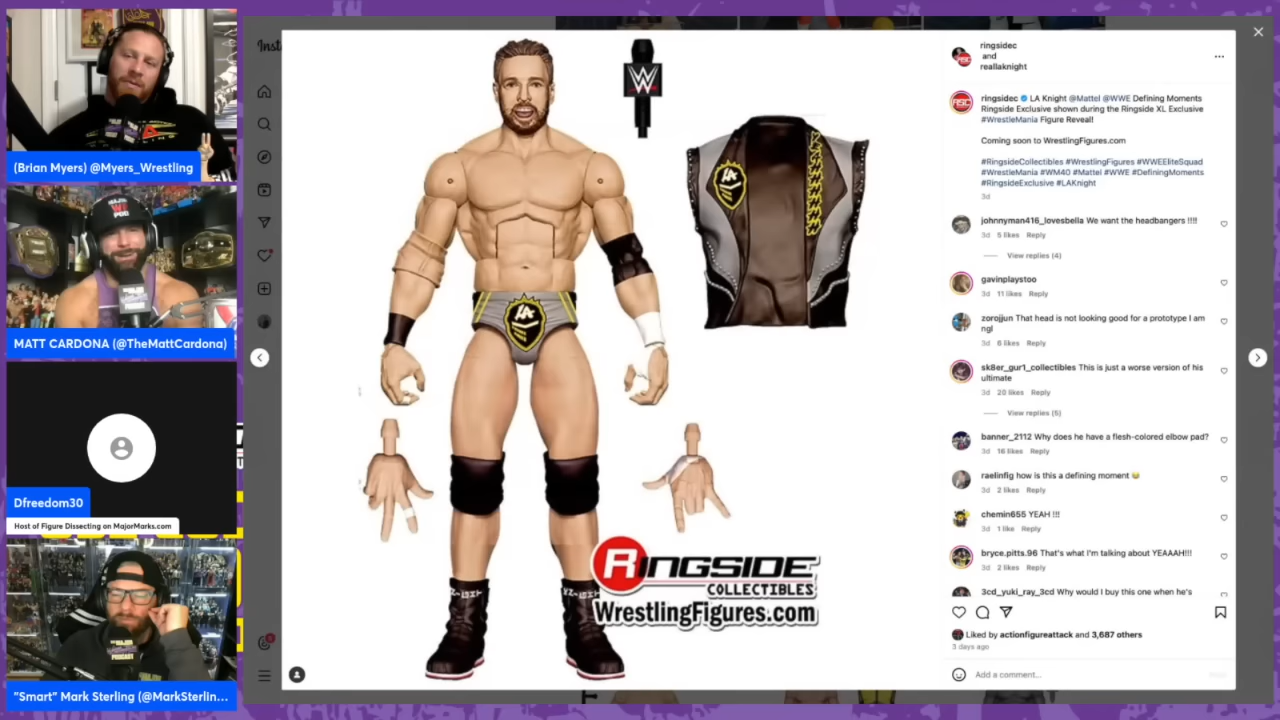 (Brian Myers) @Myers_Wrestling
MATT CARDONA (@TheMattCardona)
Dfreedom30
Host of Figure Dissecting on MajorMarks.com
"Smart" Mark Sterling (@MarkSterlin...
W
LA
RINGSIDE
COLLECTIBLES
WrestlingFigures.com
ringsidec
and
reallaknight
ringsidec LA Knight @Mattel @WWE Defining Moments
Ringside Exclusive shown during the Ringside XL Exclusive
#WrestleMania Figure Reveal!
Coming soon to WrestlingFigures.com
#RingsideCollectibles #WrestlingFigures #WWEEliteSquad
#WrestleMania #WM40 #Mattel #WWE #DefiningMoments
#RingsideExclusive #LAKnight
3d
johnnyman416_lovesbella We want the headbangers !!!!
3d 5 likes Reply
View replies (4)
gavinplaystoo
3d 11 likes Reply
zorojjun That head is not looking good for a prototype I am
ngl
3d 6 likes Reply
sk8er_gur1_collectibles This is just a worse version of his
ultimate
3d 20 likes Reply
View replies (5)
banner_2112 Why does he have a flesh-colored elbow pad?
3d 16 likes Reply
raelinfig how is this a defining moment 😂
3d 2 likes Reply
chemin655 YEAH !!!
3d 1 like Reply
bryce.pitts.96 That's what I'm talking about YEAAAH!!!
3d 2 likes Reply
3cd_yuki_ray_3cd Why would I buy this one when he's
Liked by actionfigureattack and 3,687 others
3 days ago
Add a comment...